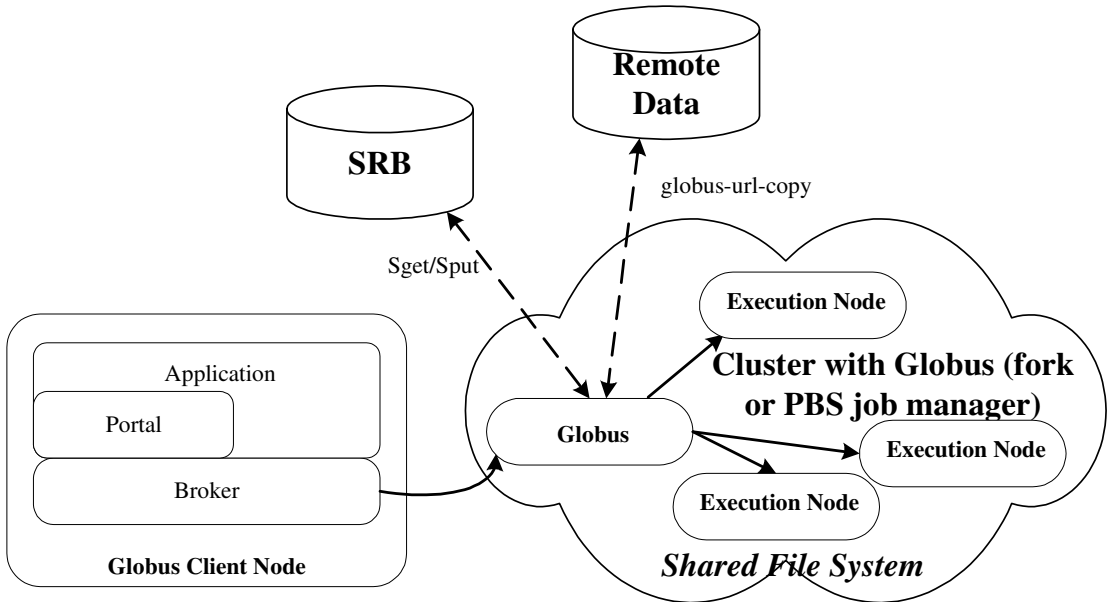 Remote
Data
SRB
globus-url-copy
Sget/Sput
Execution Node
Application
Cluster with Globus (fork
or PBS job manager)
Portal
Globus
Execution Node
Broker
Execution Node
Globus Client Node
Shared File System